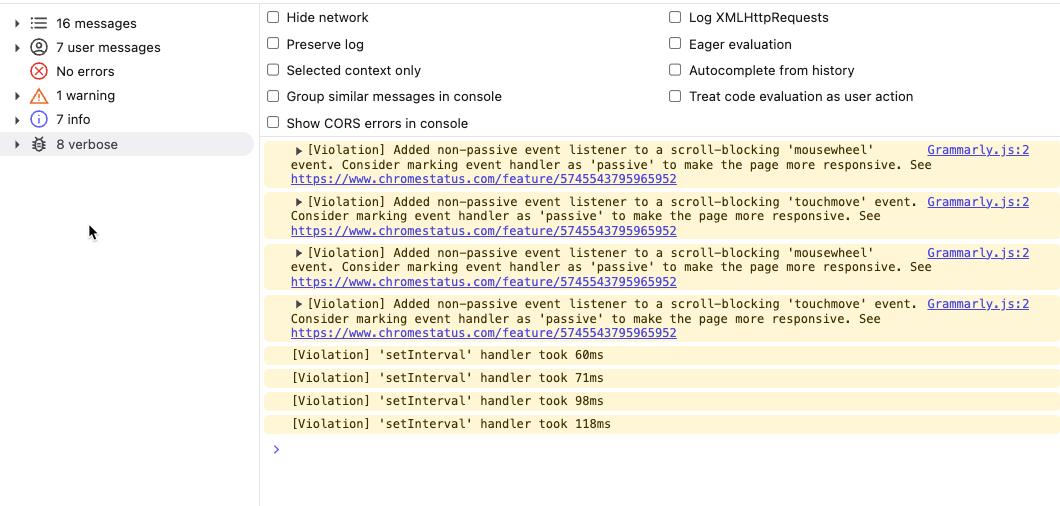 16 messages
7 user messages
No errors
1 warning
7 info
8 verbose
Hide network
Log XMLHttpRequests
Preserve log
Eager evaluation
Selected context only
Autocomplete from history
Group similar messages in console
Treat code evaluation as user action
Show CORS errors in console
[Violation] Added non-passive event listener to a scroll-blocking 'mousewheel' Grammarly.js:2
event. Consider marking event handler as 'passive' to make the page more responsive. See
https://www.chromestatus.com/feature/5745543795965952
[Violation] Added non-passive event listener to a scroll-blocking 'touchmove' event. Grammarly.js:2
Consider marking event handler as 'passive' to make the page more responsive. See
https://www.chromestatus.com/feature/5745543795965952
[Violation] Added non-passive event listener to a scroll-blocking 'mousewheel' Grammarly.js:2
event. Consider marking event handler as 'passive' to make the page more responsive. See
https://www.chromestatus.com/feature/5745543795965952
[Violation] Added non-passive event listener to a scroll-blocking 'touchmove' event. Grammarly.js:2
Consider marking event handler as 'passive' to make the page more responsive. See
https://www.chromestatus.com/feature/5745543795965952
[Violation] 'setInterval' handler took 60ms
[Violation] 'setInterval' handler took 71ms
[Violation] 'setInterval' handler took 98ms
[Violation] 'setInterval' handler took 118ms